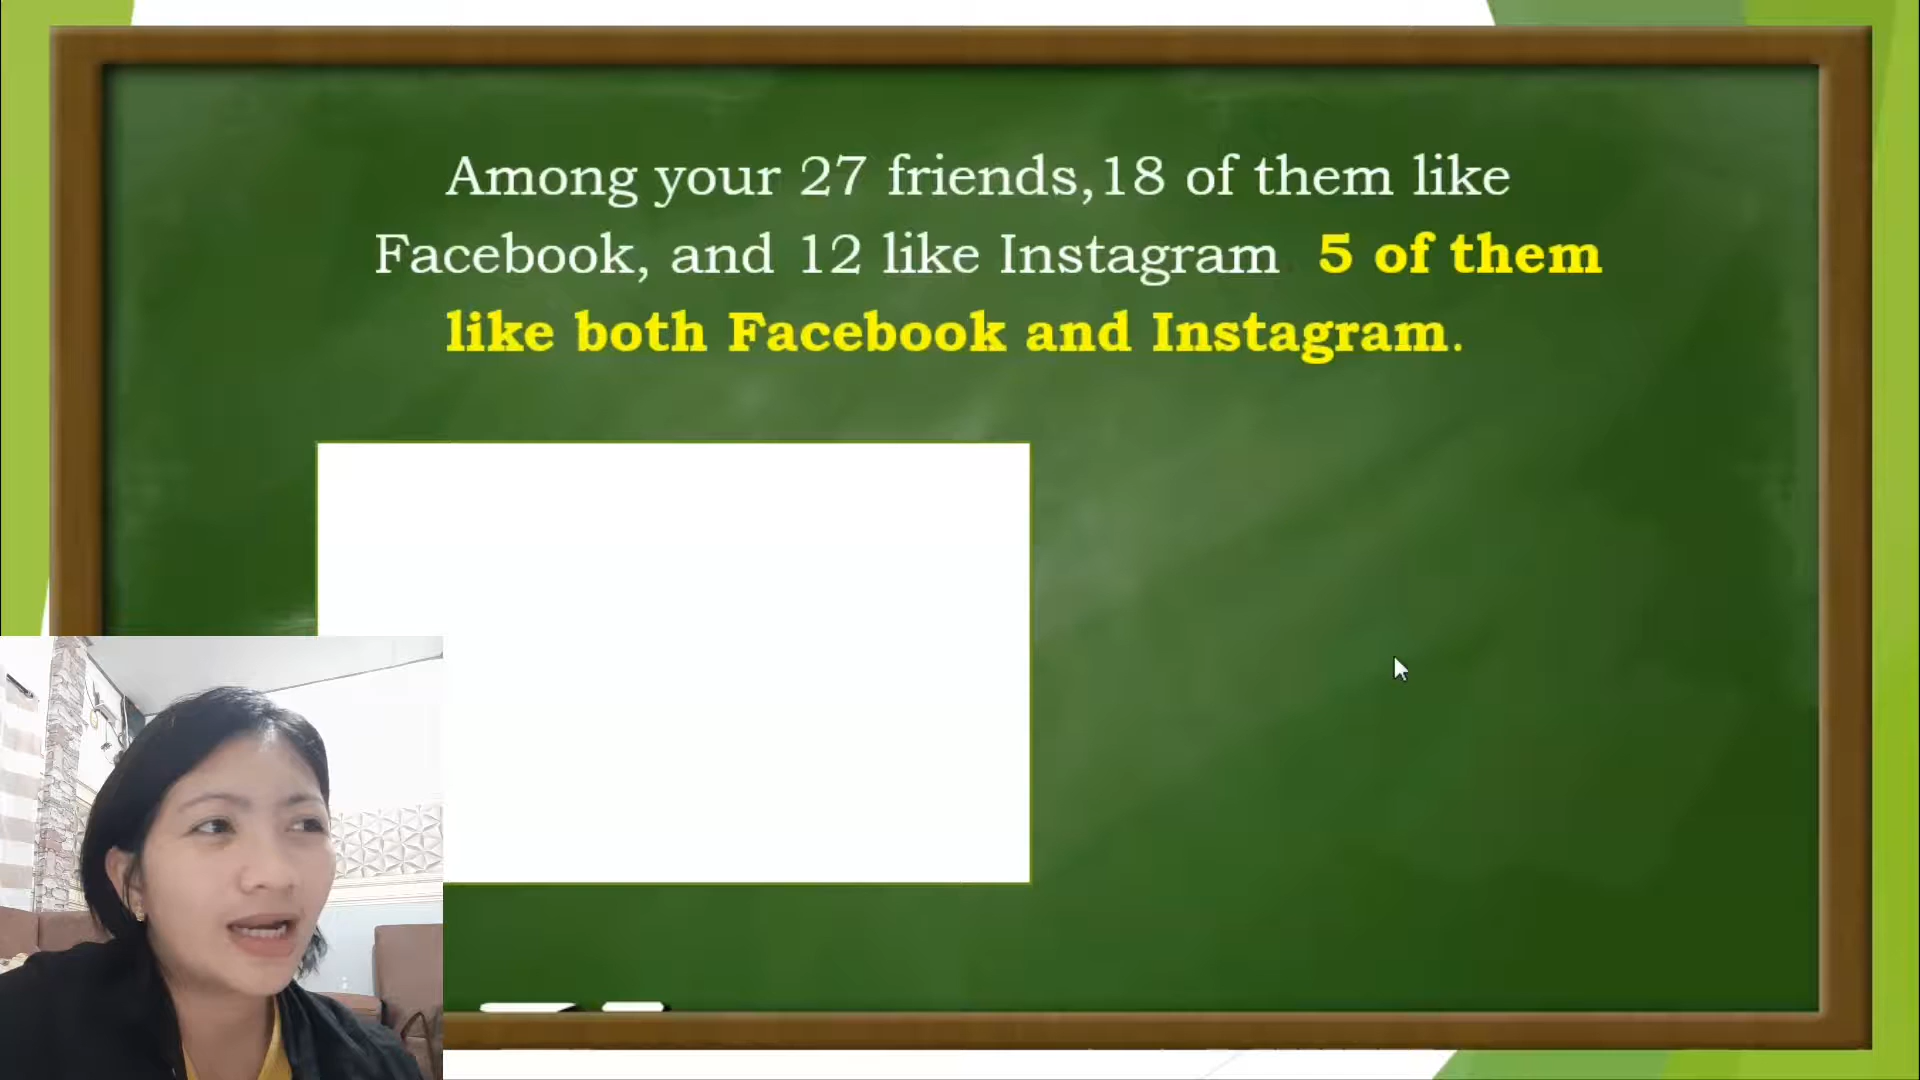 Among your 27 friends,18 of them like
Facebook, and 12 like Instagram 5 of them
like both Facebook and Instagram.